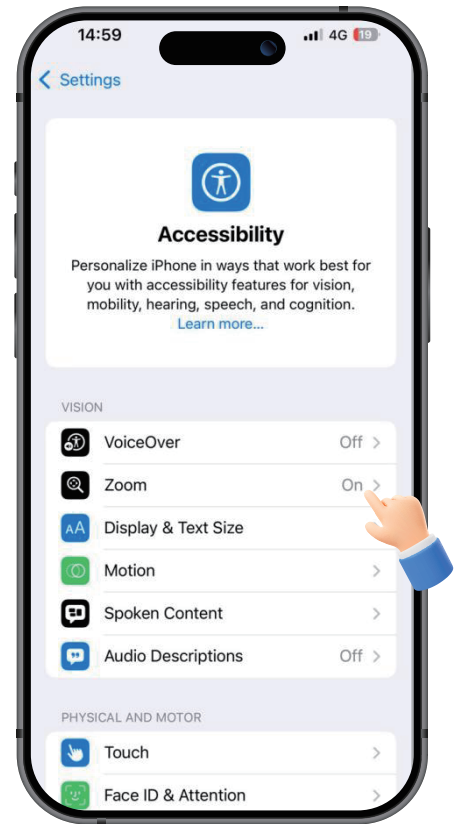 14:59 4G 19
Settings
Accessibility
Personalize iPhone in ways that work best for
you with accessibility features for vision,
mobility, hearing, speech, and cognition.
Learn more...
VISION
VoiceOver Off
Zoom On
AA Display & Text Size
Motion
Spoken Content
Audio Descriptions Off
PHYSICAL AND MOTOR
Touch
Face ID & Attention